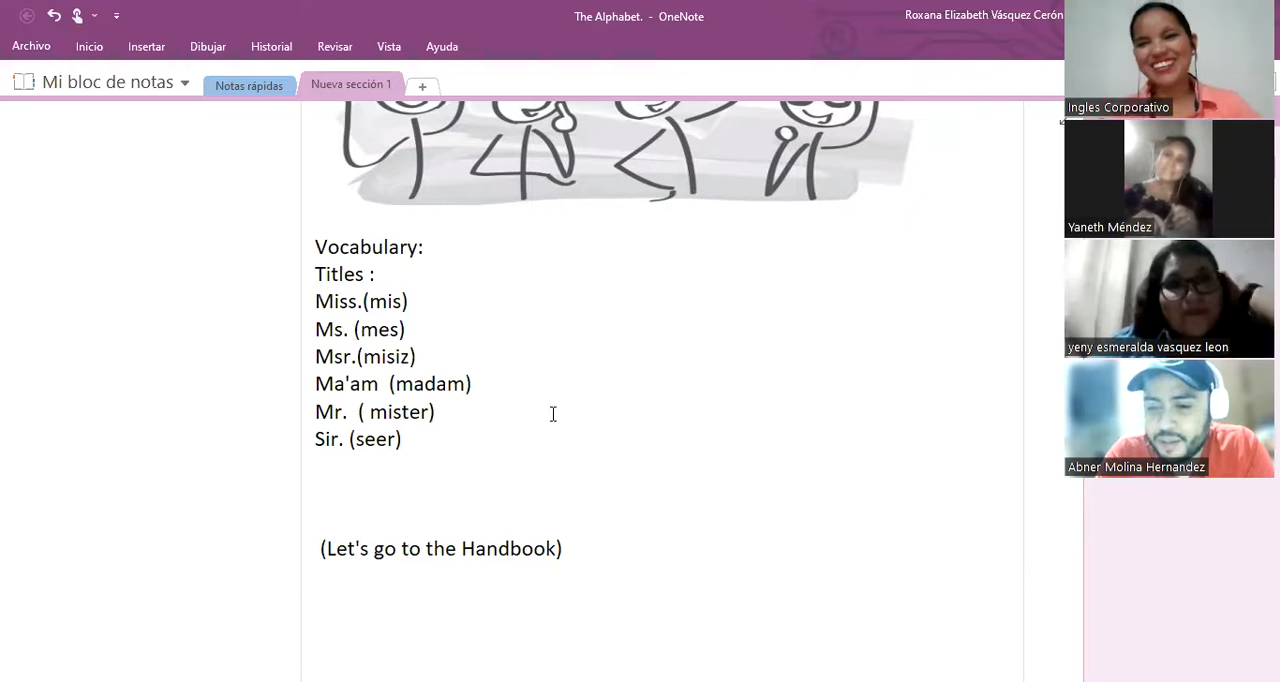 The Alphabet. - OneNote
Roxana Elizabeth Vásquez Cerón
Archivo Inicio Insertar Dibujar Historial Revisar Vista Ayuda
Mi bloc de notas Notas rápidas Nueva sección 1 +
Vocabulary:
Titles :
Miss.(mis)
Ms. (mes)
Msr.(misiz)
Ma'am (madam)
Mr. ( mister)
Sir. (seer)
(Let's go to the Handbook)
Ingles Corporativo
Yaneth Méndez
yeny esmeralda vasquez leon
Abner Molina Hernandez